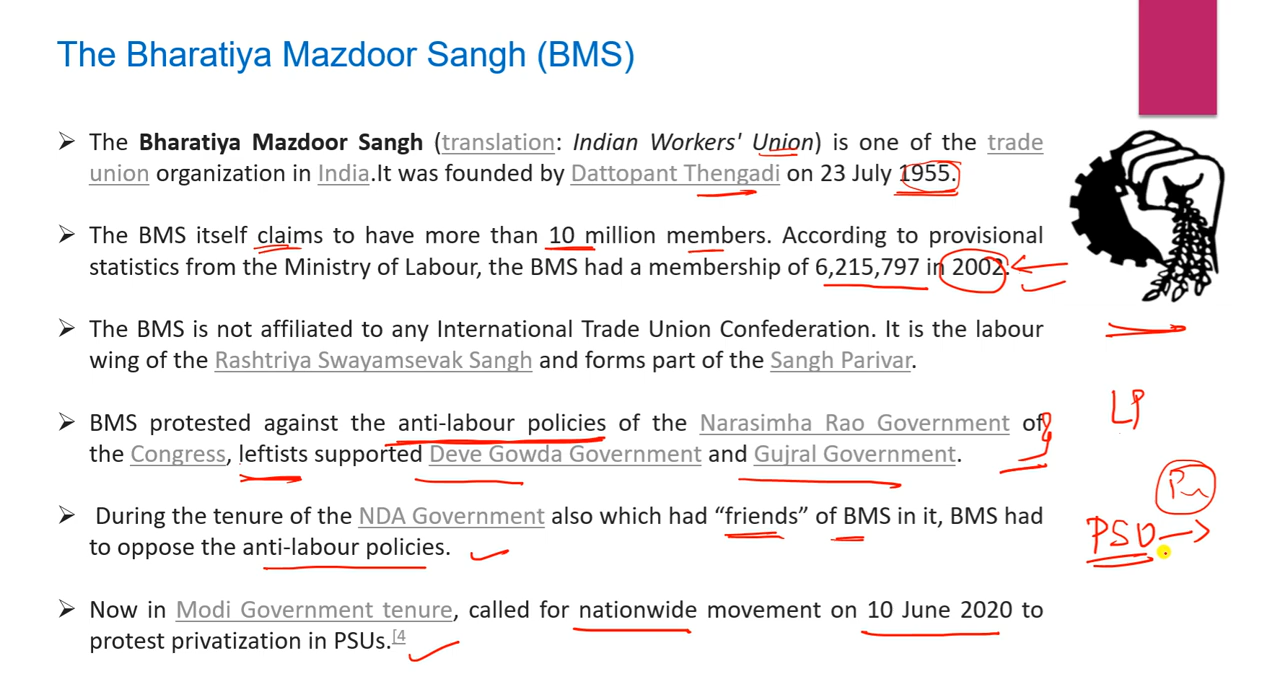 The Bharatiya Mazdoor Sangh (BMS)
➢ The Bharatiya Mazdoor Sangh (translation: Indian Workers' Union) is one of the trade
union organization in India.It was founded by Dattopant Thengadi on 23 July 1955.
➢ The BMS itself claims to have more than 10 million members. According to provisional
statistics from the Ministry of Labour, the BMS had a membership of 6,215,797 in 2002.
➢ The BMS is not affiliated to any International Trade Union Confederation. It is the labour
wing of the Rashtriya Swayamsevak Sangh and forms part of the Sangh Parivar.
➢ BMS protested against the anti-labour policies of the Narasimha Rao Government of
the Congress, leftists supported Deve Gowda Government and Gujral Government.
LP
➢ During the tenure of the NDA Government also which had “friends” of BMS in it, BMS had
to oppose the anti-labour policies.
➢ Now in Modi Government tenure, called for nationwide movement on 10 June 2020 to
protest privatization in PSUs.[4